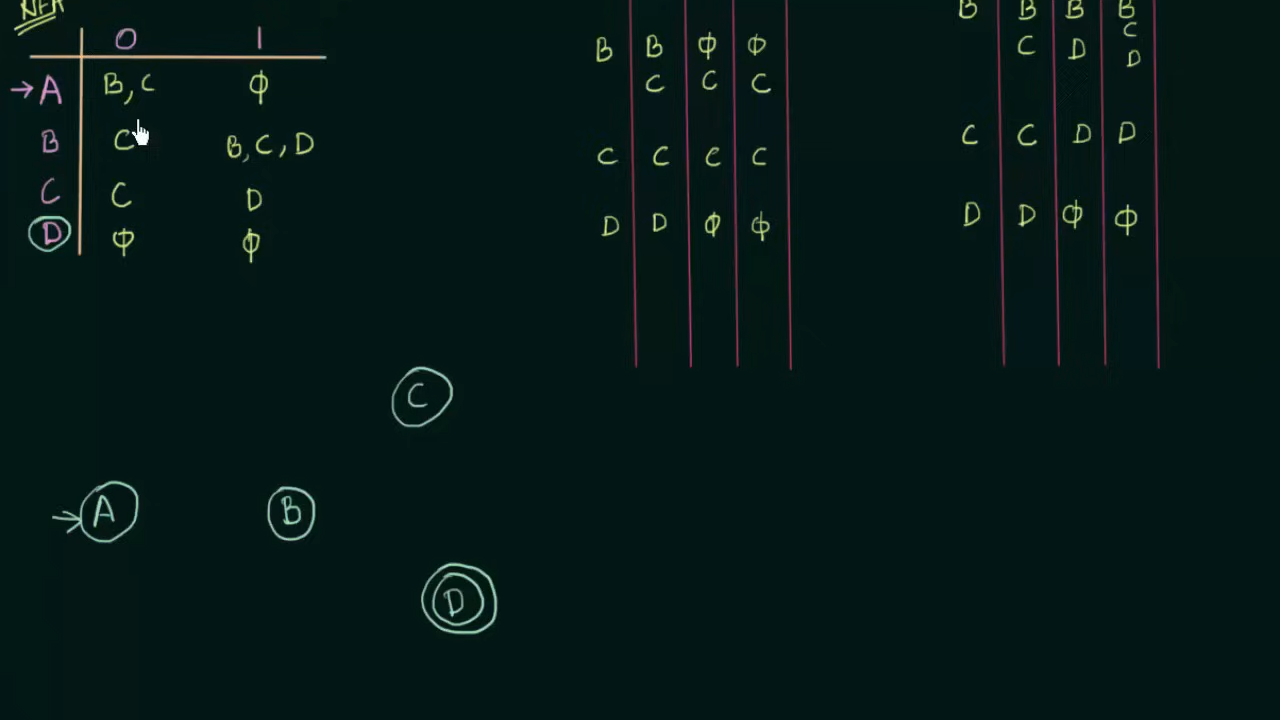 NFA
0 1
→ A B, C Φ
B C B, C, D
C C D
D Φ Φ
B B Φ Φ
C C C
C C C C
D D Φ Φ
B B B B
C D C
D
C C D D
D D Φ Φ
C
→ A B
D